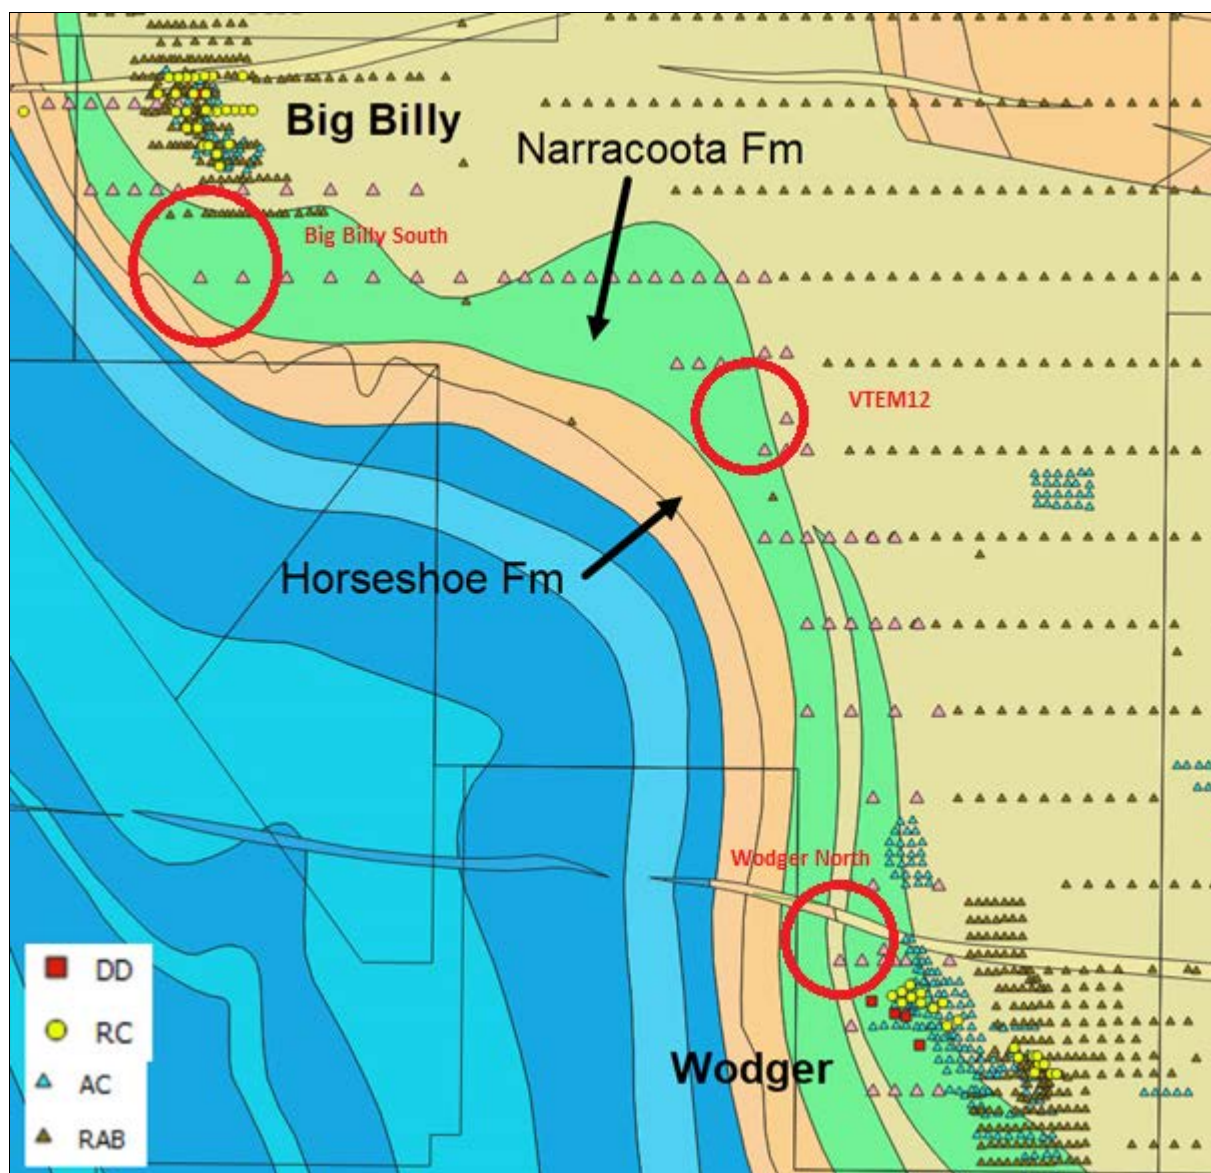 Big Billy
Narracoota Fm
Big Billy South
VTEM12
Horseshoe Fm
Wodger North
Wodger
DD
RC
AC
RAB